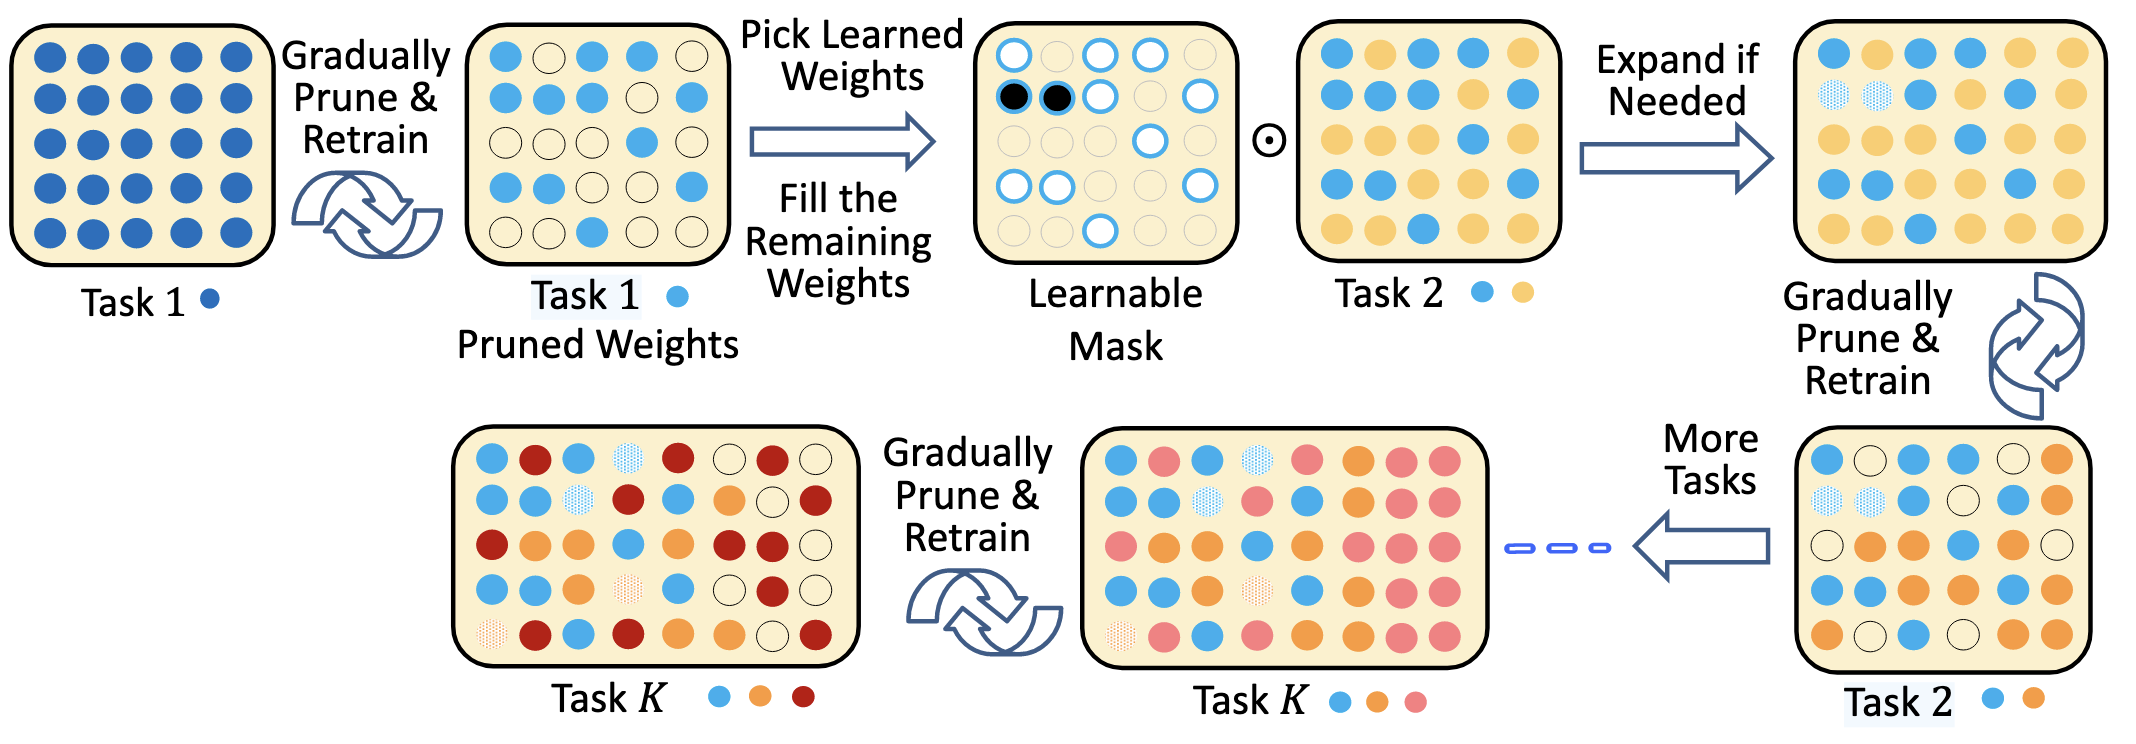 Gradually
Prune &
Retrain
Task 1
Task 1
Pruned Weights
Pick Learned
Weights
Fill the
Remaining
Weights
Learnable
Mask
Task 2
Expand if
Needed
Gradually
Prune &
Retrain
Task 2
More
Tasks
Task K
Gradually
Prune &
Retrain
Task K